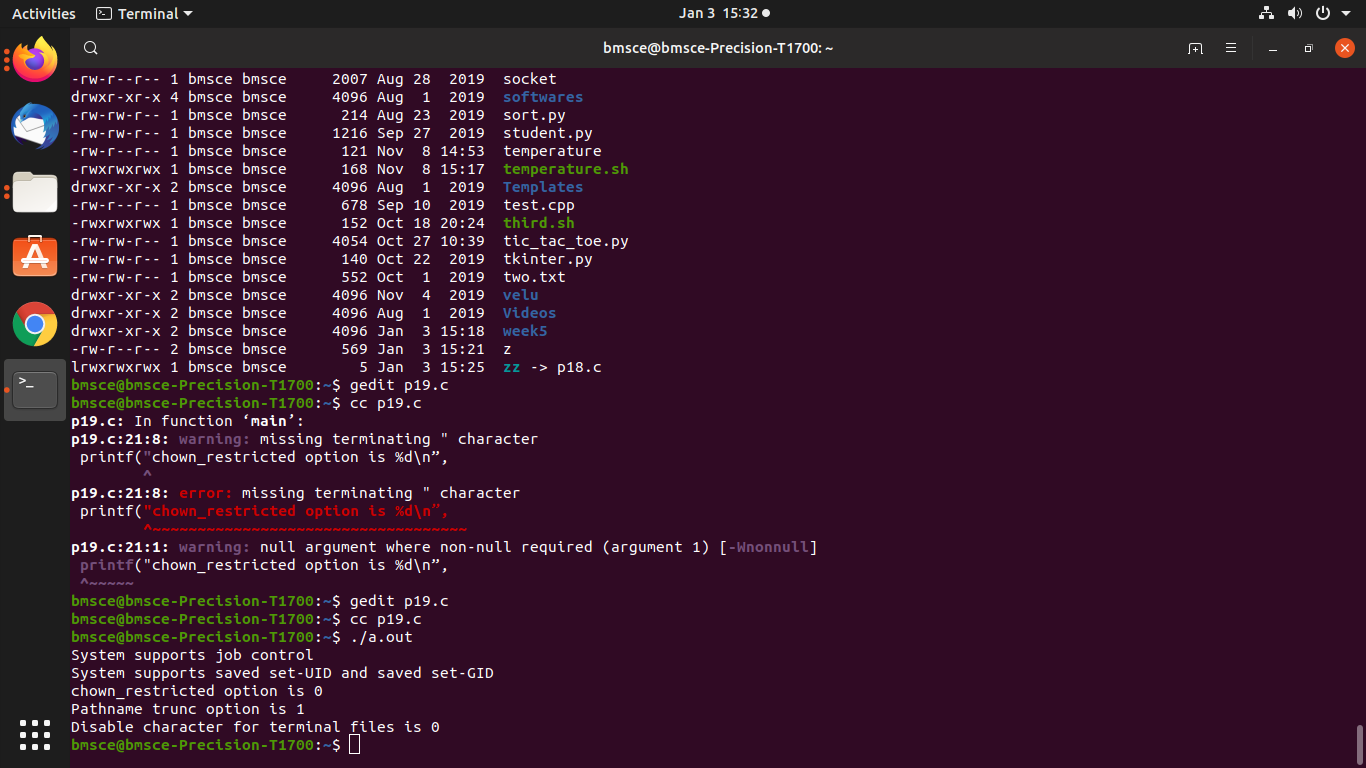 Activities Terminal Jan 3 15:32
bmsce@bmsce-Precision-T1700: ~
-rw-r--r-- 1 bmsce bmsce     2007 Aug 28  2019  socket
drwxr-xr-x 4 bmsce bmsce     4096 Aug  1  2019  softwares
-rw-rw-r-- 1 bmsce bmsce      214 Aug 23  2019  sort.py
-rw-rw-r-- 1 bmsce bmsce     1216 Sep 27  2019  student.py
-rw-r--r-- 1 bmsce bmsce      121 Nov  8 14:53  temperature
-rwxrwxrwx 1 bmsce bmsce      168 Nov  8 15:17  temperature.sh
drwxr-xr-x 2 bmsce bmsce     4096 Aug  1  2019  Templates
-rw-r--r-- 1 bmsce bmsce      678 Sep 10  2019  test.cpp
-rwxrwxrwx 1 bmsce bmsce      152 Oct 18 20:24  third.sh
-rw-rw-r-- 1 bmsce bmsce     4054 Oct 27 10:39  tic_tac_toe.py
-rw-rw-r-- 1 bmsce bmsce      140 Oct 22  2019  tkinter.py
-rw-rw-r-- 1 bmsce bmsce      552 Oct  1  2019  two.txt
drwxr-xr-x 2 bmsce bmsce     4096 Nov  4  2019  velu
drwxr-xr-x 2 bmsce bmsce     4096 Aug  1  2019  Videos
drwxr-xr-x 2 bmsce bmsce     4096 Jan  3 15:18  week5
-rw-r--r-- 2 bmsce bmsce      569 Jan  3 15:21  z
lrwxrwxrwx 1 bmsce bmsce        5 Jan  3 15:25  zz -> p18.c
bmsce@bmsce-Precision-T1700:~$ gedit p19.c
bmsce@bmsce-Precision-T1700:~$ cc p19.c
p19.c: In function ‘main’:
p19.c:21:8: warning: missing terminating " character
 printf("chown_restricted option is %d\n”,
        ^
p19.c:21:8: error: missing terminating " character
 printf("chown_restricted option is %d\n”,
        ^~~~~~~~~~~~~~~~~~~~~~~~~~~~~~~~~~~~
p19.c:21:1: warning: null argument where non-null required (argument 1) [-Wnonnull]
 printf("chown_restricted option is %d\n”,
 ^~~~~~
bmsce@bmsce-Precision-T1700:~$ gedit p19.c
bmsce@bmsce-Precision-T1700:~$ cc p19.c
bmsce@bmsce-Precision-T1700:~$ ./a.out
System supports job control
System supports saved set-UID and saved set-GID
chown_restricted option is 0
Pathname trunc option is 1
Disable character for terminal files is 0
bmsce@bmsce-Precision-T1700:~$